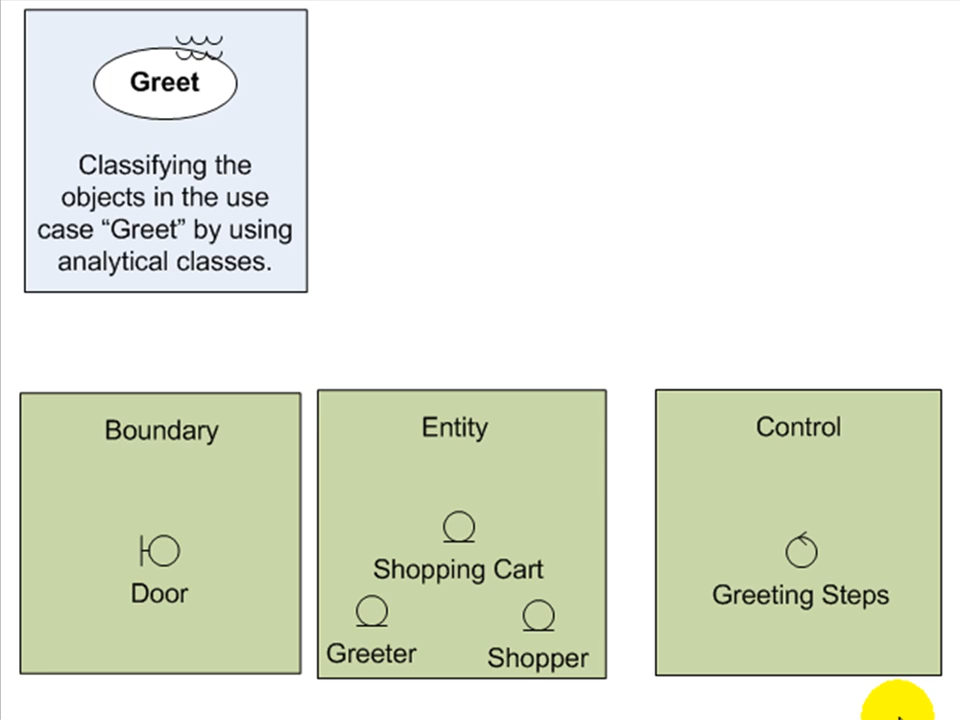 Greet
Classifying the
objects in the use
case “Greet” by using
analytical classes.
Boundary
Door
Entity
Shopping Cart
Greeter
Shopper
Control
Greeting Steps